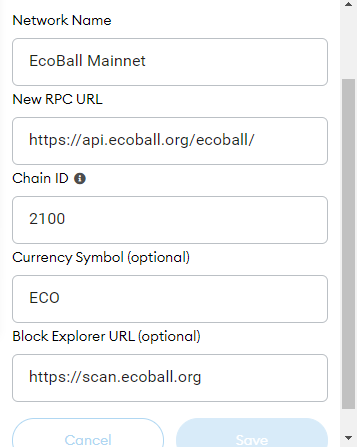 Network Name
EcoBall Mainnet
New RPC URL
https://api.ecoball.org/ecoball/
Chain ID
2100
Currency Symbol (optional)
ECO
Block Explorer URL (optional)
https://scan.ecoball.org
Cancel
Save